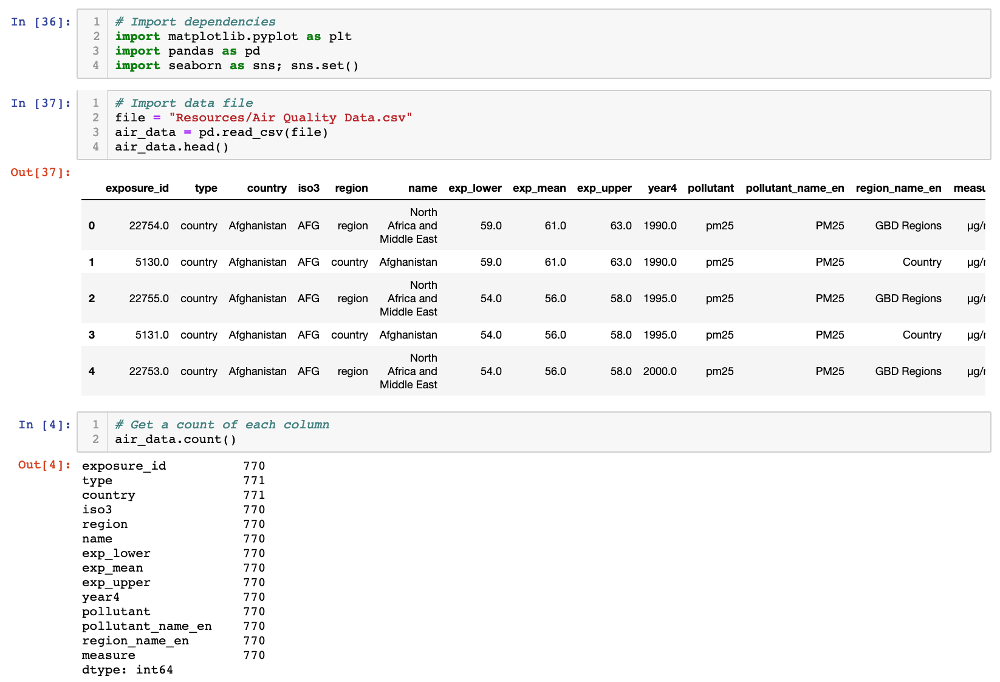 In [36]:
1 # Import dependencies
2 import matplotlib.pyplot as plt
3 import pandas as pd
4 import seaborn as sns; sns.set()
In [37]:
1 # Import data file
2 file = "Resources/Air Quality Data.csv"
3 air_data = pd.read_csv(file)
4 air_data.head()
Out[37]:
exposure_id type country iso3 region name exp_lower exp_mean exp_upper year4 pollutant pollutant_name_en region_name_en measu
North
0 22754.0 country Afghanistan AFG region Africa and 59.0 61.0 63.0 1990.0 pm25 PM25 GBD Regions µg/
Middle East
1 5130.0 country Afghanistan AFG country Afghanistan 59.0 61.0 63.0 1990.0 pm25 PM25 Country µg/
North
2 22755.0 country Afghanistan AFG region Africa and 54.0 56.0 58.0 1995.0 pm25 PM25 GBD Regions µg/
Middle East
3 5131.0 country Afghanistan AFG country Afghanistan 54.0 56.0 58.0 1995.0 pm25 PM25 Country µg/
North
4 22753.0 country Afghanistan AFG region Africa and 54.0 56.0 58.0 2000.0 pm25 PM25 GBD Regions µg/
Middle East
In [4]:
1 # Get a count of each column
2 air_data.count()
Out[4]:
exposure_id 770
type 771
country 771
iso3 770
region 770
name 770
exp_lower 770
exp_mean 770
exp_upper 770
year4 770
pollutant 770
pollutant_name_en 770
region_name_en 770
measure 770
dtype: int64